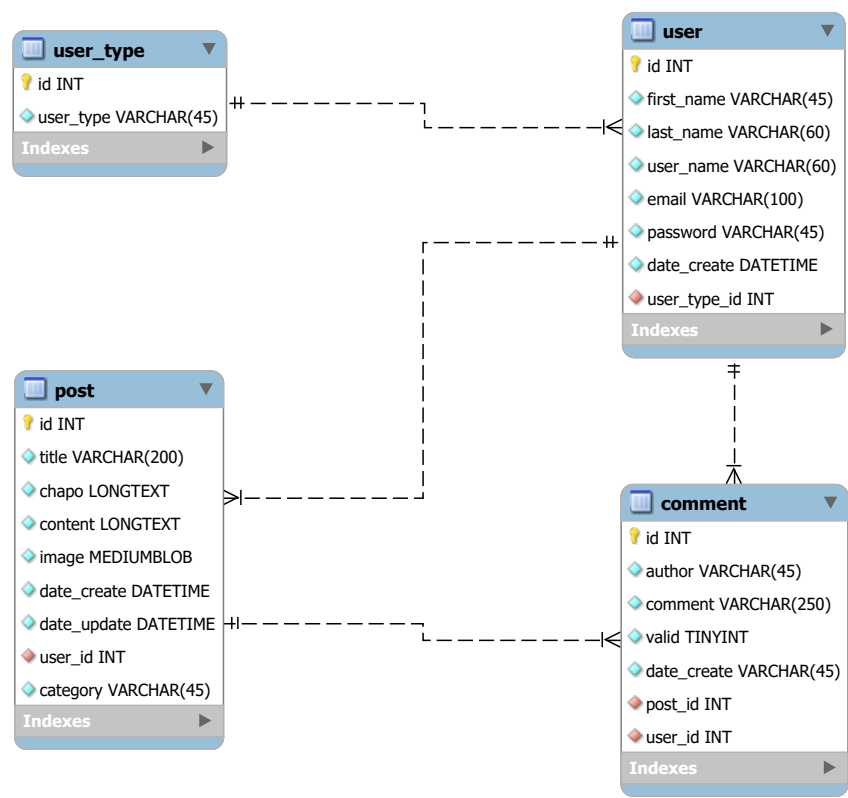 user_type
id INT
user_type VARCHAR(45)
Indexes
user
id INT
first_name VARCHAR(45)
last_name VARCHAR(60)
user_name VARCHAR(60)
email VARCHAR(100)
password VARCHAR(45)
date_create DATETIME
user_type_id INT
Indexes
post
id INT
title VARCHAR(200)
chapo LONGTEXT
content LONGTEXT
image MEDIUMBLOB
date_create DATETIME
date_update DATETIME
user_id INT
category VARCHAR(45)
Indexes
comment
id INT
author VARCHAR(45)
comment VARCHAR(250)
valid TINYINT
date_create VARCHAR(45)
post_id INT
user_id INT
Indexes